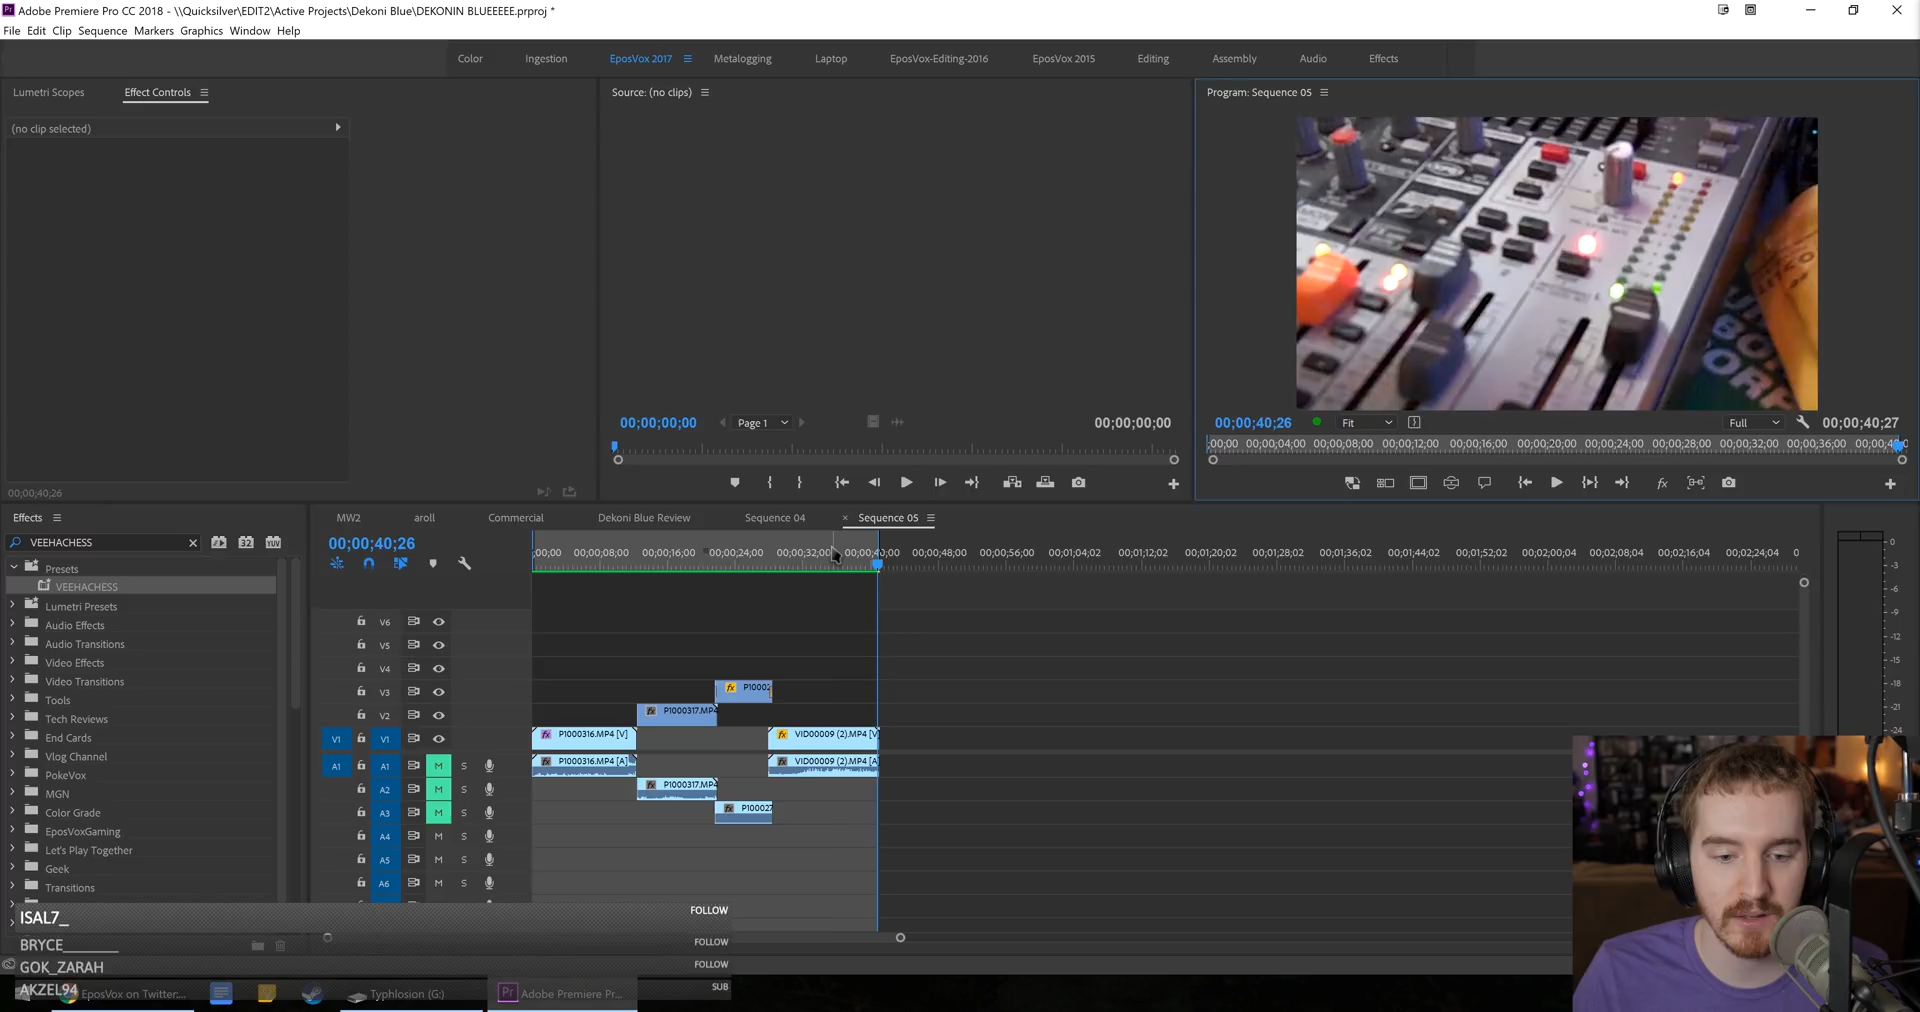 Adobe Premiere Pro CC 2018 - \\Quicksilver\EDIT2\Active Projects\Dekoni Blue\DEKONIN BLUEEEEE.prproj *
File Edit Clip Sequence Markers Graphics Window Help
Color Ingestion EposVox 2017 Metalogging Laptop EposVox-Editing-2016 EposVox 2015 Editing Assembly Audio Effects
Lumetri Scopes Effect Controls
(no clip selected)
00;00;40;26
Source: (no clips)
00;00;00;00 Page 1 00;00;00;00
Program: Sequence 05
00;00;40;26 Fit Full 00;00;40;27
;00;00 00;00;04;00 00;00;08;00 00;00;12;00 00;00;16;00 00;00;20;00 00;00;24;00 00;00;28;00 00;00;32;00 00;00;36;00 00;00;4
Effects
VEEHACHESS
Presets
VEEHACHESS
Lumetri Presets
Audio Effects
Audio Transitions
Video Effects
Video Transitions
Tools
Tech Reviews
End Cards
Vlog Channel
PokeVox
MGN
Color Grade
EposVoxGaming
Let's Play Together
Geek
Transitions
MW2 aroll Commercial Dekoni Blue Review Sequence 04 × Sequence 05
00;00;40;26
;00;00 00;00;08;00 00;00;16;00 00;00;24;00 00;00;32;00 00;00;40;00 00;00;48;00 00;00;56;00 00;01;04;02 00;01;12;02 00;01;20;02 00;01;28;02 00;01;36;02 00;01;44;02 00;01;52;02 00;02;00;04 00;02;08;04 00;02;16;04 00;02;24;04 0
V6
V5
V4
V3 fx P10002
V2 fx P1000317.MP4
V1 V1 fx P1000316.MP4 [V] fx VID00009 (2).MP4 [V]
A1 A1 M S fx P1000316.MP4 [A] fx VID00009 (2).MP4 [A]
A2 M S fx P1000317.MP4
A3 M S fx P100027
A4 M S
A5 M S
A6 M S
0
-3
-6
-9
-12
-15
-18
-21
-24
ISAL7_ FOLLOW
BRYCE_______ FOLLOW
GOK_ZARAH FOLLOW
AKZEL94 SUB
EposVox on Twitter:... Typhlosion (G:) Adobe Premiere Pr...